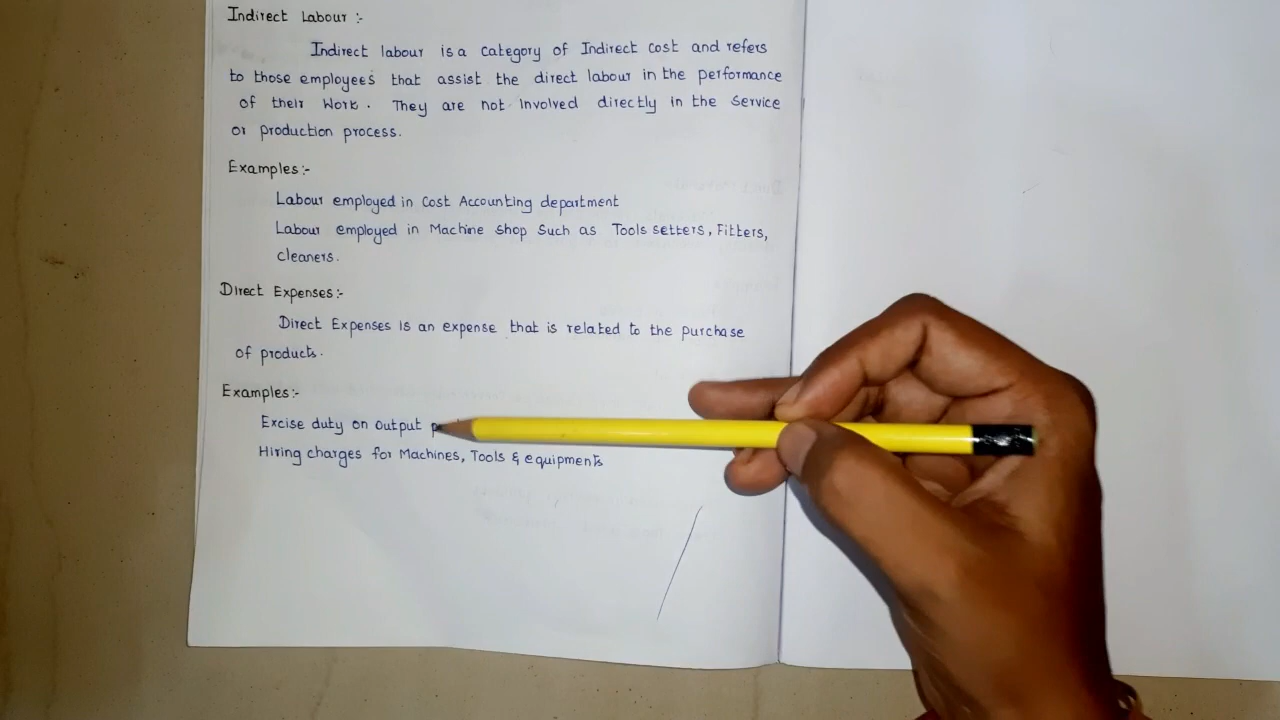 Indirect Labour :-
Indirect labour is a category of Indirect cost and refers
to those employees that assist the direct labour in the performance
of their Work. They are not Involved directly in the Service
or production process.
Examples:-
Labour employed in Cost Accounting department
Labour employed in Machine shop Such as Tools setters, Fitters,
cleaners.
Direct Expenses:-
Direct Expenses is an expense that is related to the purchase
of products.
Examples:-
Excise duty on output
Hiring charges for Machines, Tools & equipments